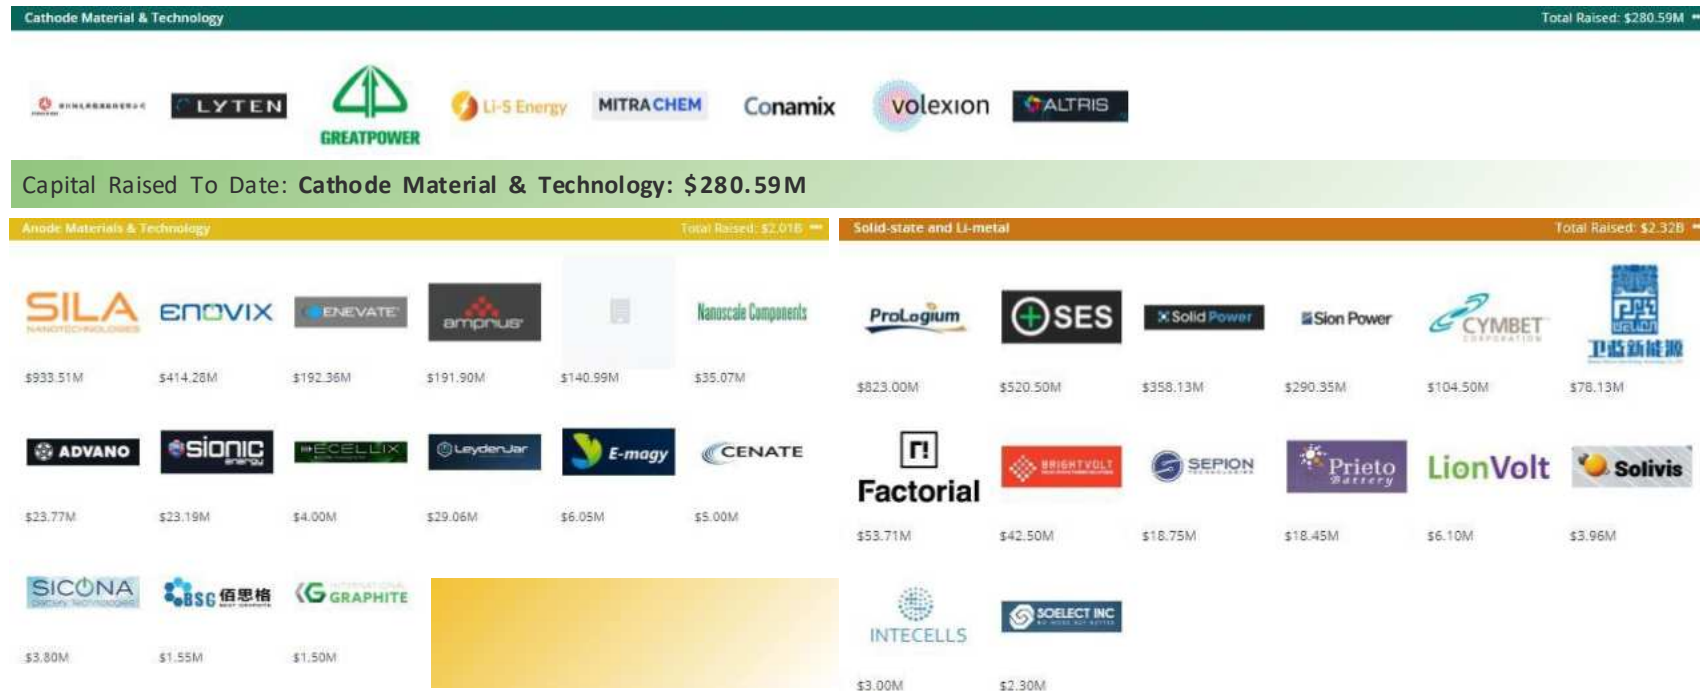 Cathode Material & Technology Total Raised: $280.59M
LYTEN
GREATPOWER
Li-S Energy
MITRA CHEM
Conamix
volexion
ALTRIS
Capital Raised To Date: Cathode Material & Technology: $280.59M
Anode Materials & Technology Total Raised: $2.01B
SILA
NANOTECHNOLOGIES
ENOVIX
ENEVATE
amprius
Nanoscale Components
$933.51M $414.28M $192.36M $191.90M $140.99M $35.07M
ADVANO
SiONIC
energy
ECELLIX
LeydenJar
E-magy
CENATE
$23.77M $23.19M $4.00M $29.06M $6.05M $5.00M
SICONA
BSG 佰思格
GRAPHITE
$3.80M $1.55M $1.50M
Solid-state and Li-metal Total Raised: $2.32B
ProLogium
SES
Solid Power
Sion Power
CYMBET
CORPORATION
卫蓝新能源
$823.00M $520.50M $358.13M $290.35M $104.50M $78.13M
Factorial
BRIGHTVOLT
SEPION
TECHNOLOGIES
Prieto
Battery
LionVolt
Solivis
$53.71M $42.50M $18.75M $18.45M $6.10M $3.96M
INTECELLS
SOELECT INC
$3.00M $2.30M